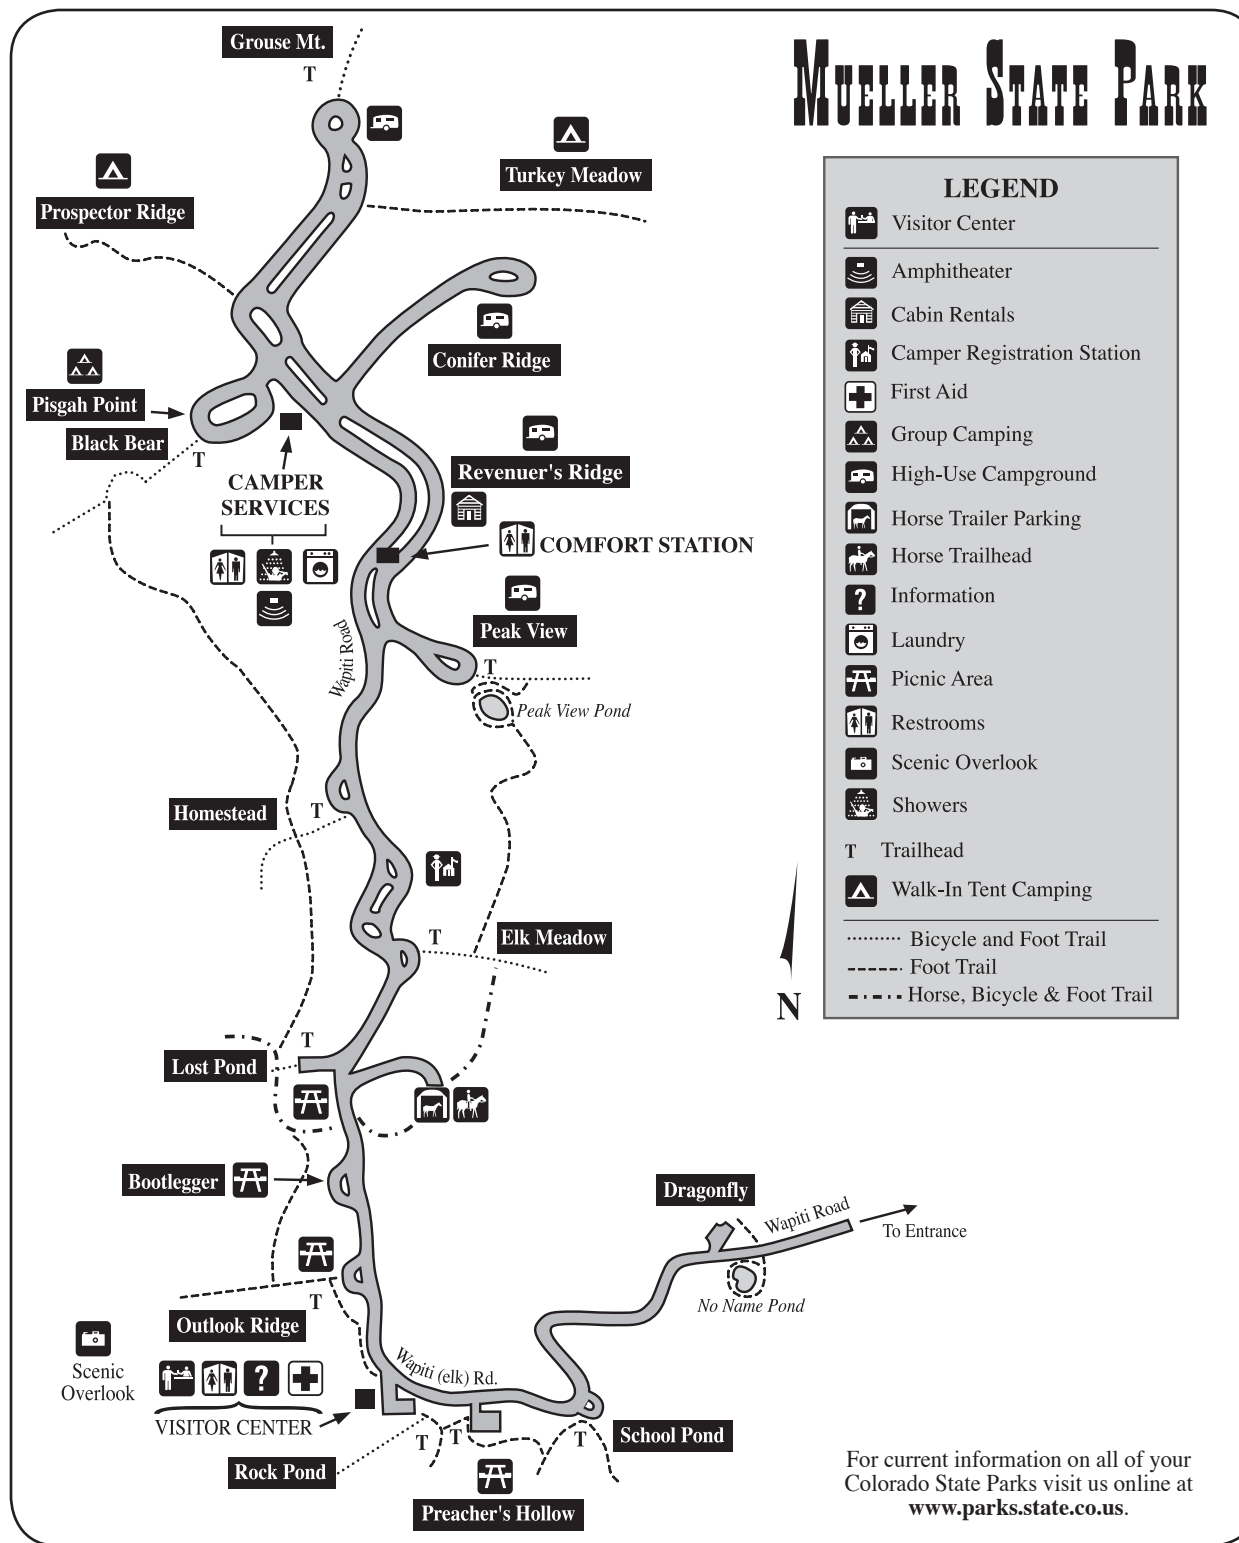 MUELLER STATE PARK
Grouse Mt.
T
Turkey Meadow
Prospector Ridge
Conifer Ridge
Pisgah Point
Black Bear
T
CAMPER
SERVICES
Revenuer's Ridge
COMFORT STATION
Peak View
T
Wapiti Road
Peak View Pond
Homestead
T
T
Elk Meadow
T
Lost Pond
Bootlegger
Dragonfly
Wapiti Road
To Entrance
No Name Pond
T
Outlook Ridge
Scenic
Overlook
Wapiti (elk) Rd.
VISITOR CENTER
T
T
T
School Pond
Rock Pond
Preacher's Hollow
LEGEND
Visitor Center
Amphitheater
Cabin Rentals
Camper Registration Station
First Aid
Group Camping
High-Use Campground
Horse Trailer Parking
Horse Trailhead
? Information
Laundry
Picnic Area
Restrooms
Scenic Overlook
Showers
T Trailhead
Walk-In Tent Camping
Bicycle and Foot Trail
Foot Trail
Horse, Bicycle & Foot Trail
N
?
For current information on all of your
Colorado State Parks visit us online at
www.parks.state.co.us.